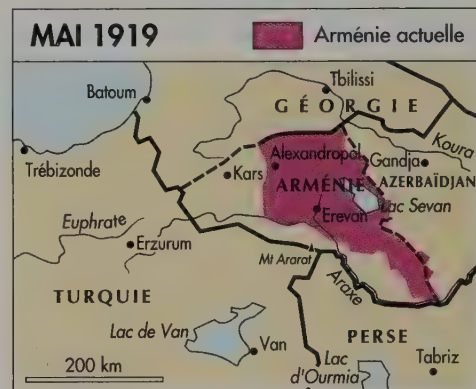 MAI 1919
Arménie actuelle
Tbilissi
Batoum
GÉORGIE
Koura
Trébizonde
Alexandropol
Gandja
Kars
ARMÉNIE
AZERBAÏDJAN
Lac Sevan
Erevan
Euphrate
Erzurum
Mt Ararat
Araxe
TURQUIE
Lac de Van
PERSE
Van
200 km
Lac
d'Ourmia
Tabriz